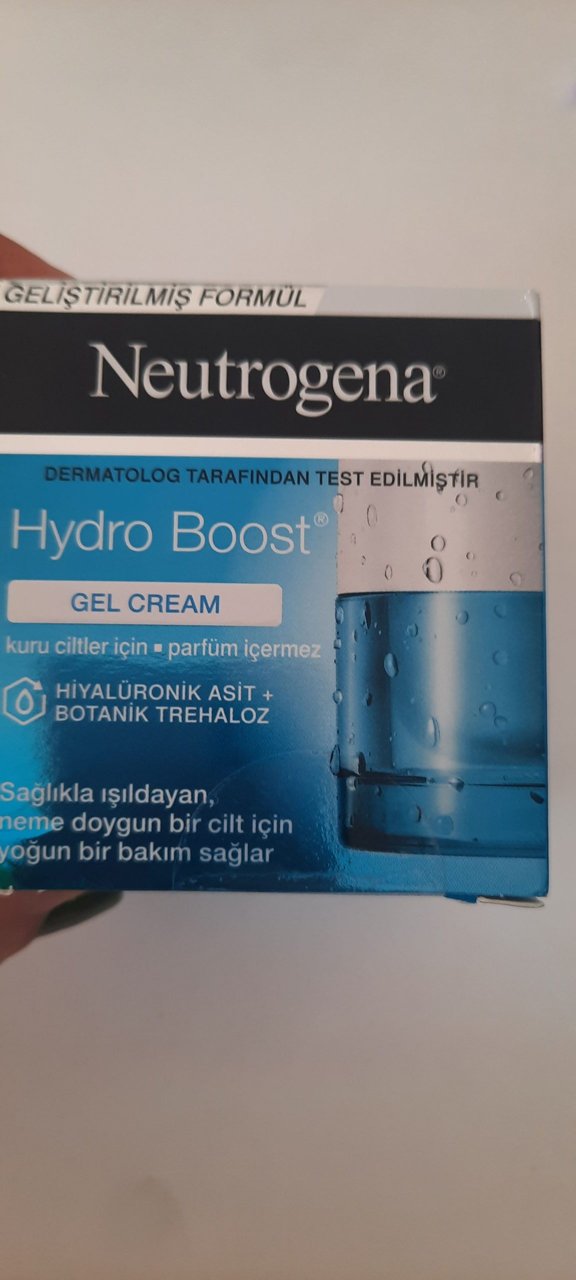 GELİŞTİRİLMİŞ FORMÜL
Neutrogena®
DERMATOLOG TARAFINDAN TEST EDİLMİŞTİR
Hydro Boost®
GEL CREAM
kuru ciltler için ▪ parfüm içermez
HİYALÜRONİK ASİT +
BOTANİK TREHALOZ
Sağlıkla ışıldayan,
neme doygun bir cilt için
yoğun bir bakım sağlar